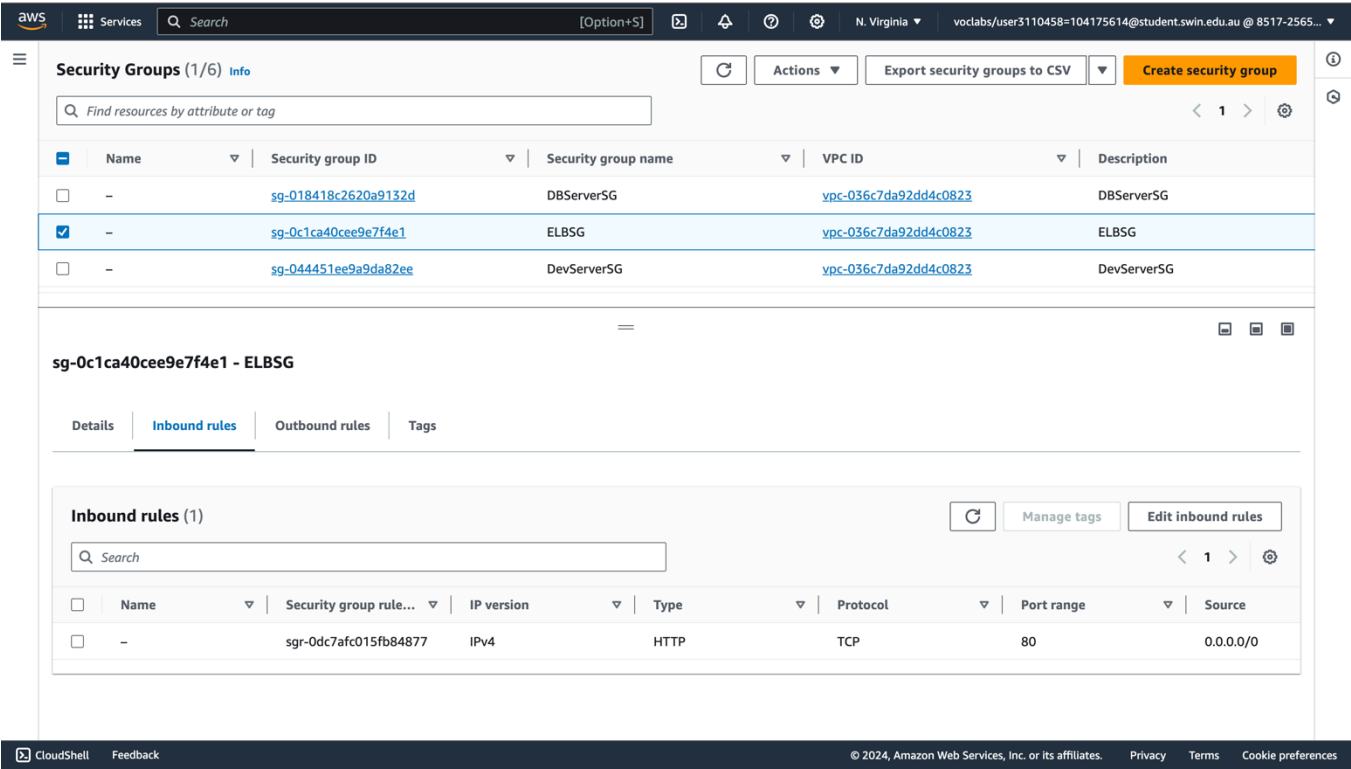 aws Services Search [Option+S] N. Virginia voclabs/user3110458=104175614@student.swin.edu.au @ 8517-2565...
Security Groups (1/6) Info Actions Export security groups to CSV Create security group
Find resources by attribute or tag 1
Name Security group ID Security group name VPC ID Description
– sg-018418c2620a9132d DBServerSG vpc-036c7da92dd4c0823 DBServerSG
– sg-0c1ca40cee9e7f4e1 ELBSG vpc-036c7da92dd4c0823 ELBSG
– sg-044451ee9a9da82ee DevServerSG vpc-036c7da92dd4c0823 DevServerSG
sg-0c1ca40cee9e7f4e1 - ELBSG
Details Inbound rules Outbound rules Tags
Inbound rules (1) Manage tags Edit inbound rules
Search 1
Name Security group rule... IP version Type Protocol Port range Source
– sgr-0dc7afc015fb84877 IPv4 HTTP TCP 80 0.0.0.0/0
CloudShell Feedback © 2024, Amazon Web Services, Inc. or its affiliates. Privacy Terms Cookie preferences